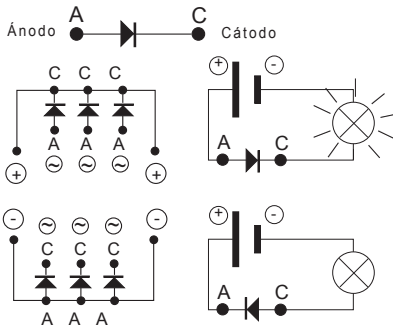 Ánodo A C Cátodo
C C C
A A A
~ ~ ~
+ +
+ -
A C
- ~ ~ ~ -
C C C
A A A
+ -
A C